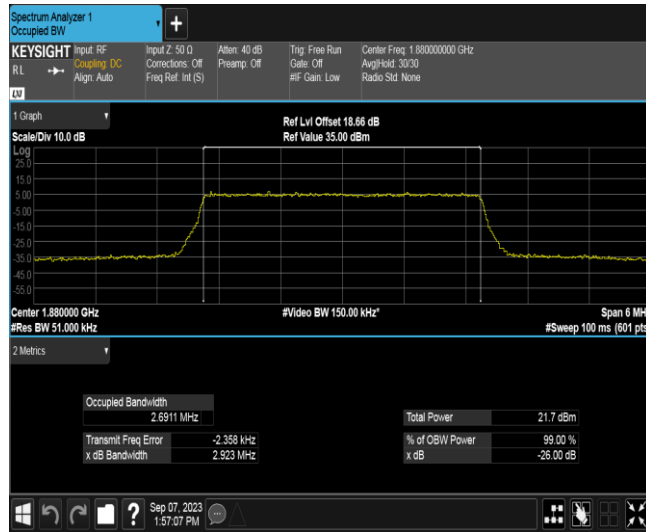 Spectrum Analyzer 1
Occupied BW
KEYSIGHT
RL
LXI
Input: RF
Coupling: DC
Align: Auto
Input Z: 50 Ω
Corrections: Off
Freq Ref: Int (S)
Atten: 40 dB
Preamp: Off
Trig: Free Run
Gate: Off
#IF Gain: Low
Center Freq: 1.880000000 GHz
Avg|Hold: 30/30
Radio Std: None
1 Graph
Scale/Div 10.0 dB
Ref Lvl Offset 18.66 dB
Ref Value 35.00 dBm
Log
25.0
15.0
5.00
-5.00
-15.0
-25.0
-35.0
-45.0
-55.0
Center 1.880000 GHz
#Res BW 51.000 kHz
#Video BW 150.00 kHz*
Span 6 MH
#Sweep 100 ms (601 pts
2 Metrics
Occupied Bandwidth
2.6911 MHz
Transmit Freq Error -2.358 kHz
x dB Bandwidth 2.923 MHz
Total Power 21.7 dBm
% of OBW Power 99.00 %
x dB -26.00 dB
?
Sep 07, 2023
1:57:07 PM